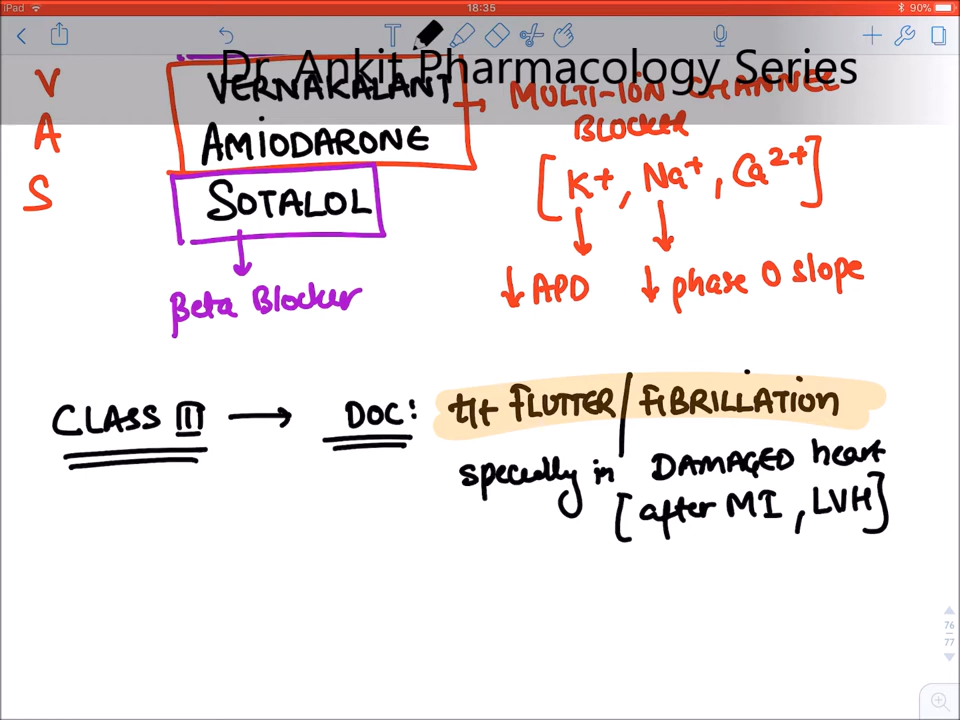 iPad 18:35 90%
T
Dr. Ankit Pharmacology Series
V VERNAKALANT → MULTI-ION CHANNEL
BLOCKER
A AMIODARONE
[K+, Na+, Ca2+]
S SOTALOL
↓ APD ↓ phase 0 slope
Beta Blocker
CLASS III → DOC: ttt FLUTTER/FIBRILLATION
specially in DAMAGED heart
[after MI, LVH]
76
77